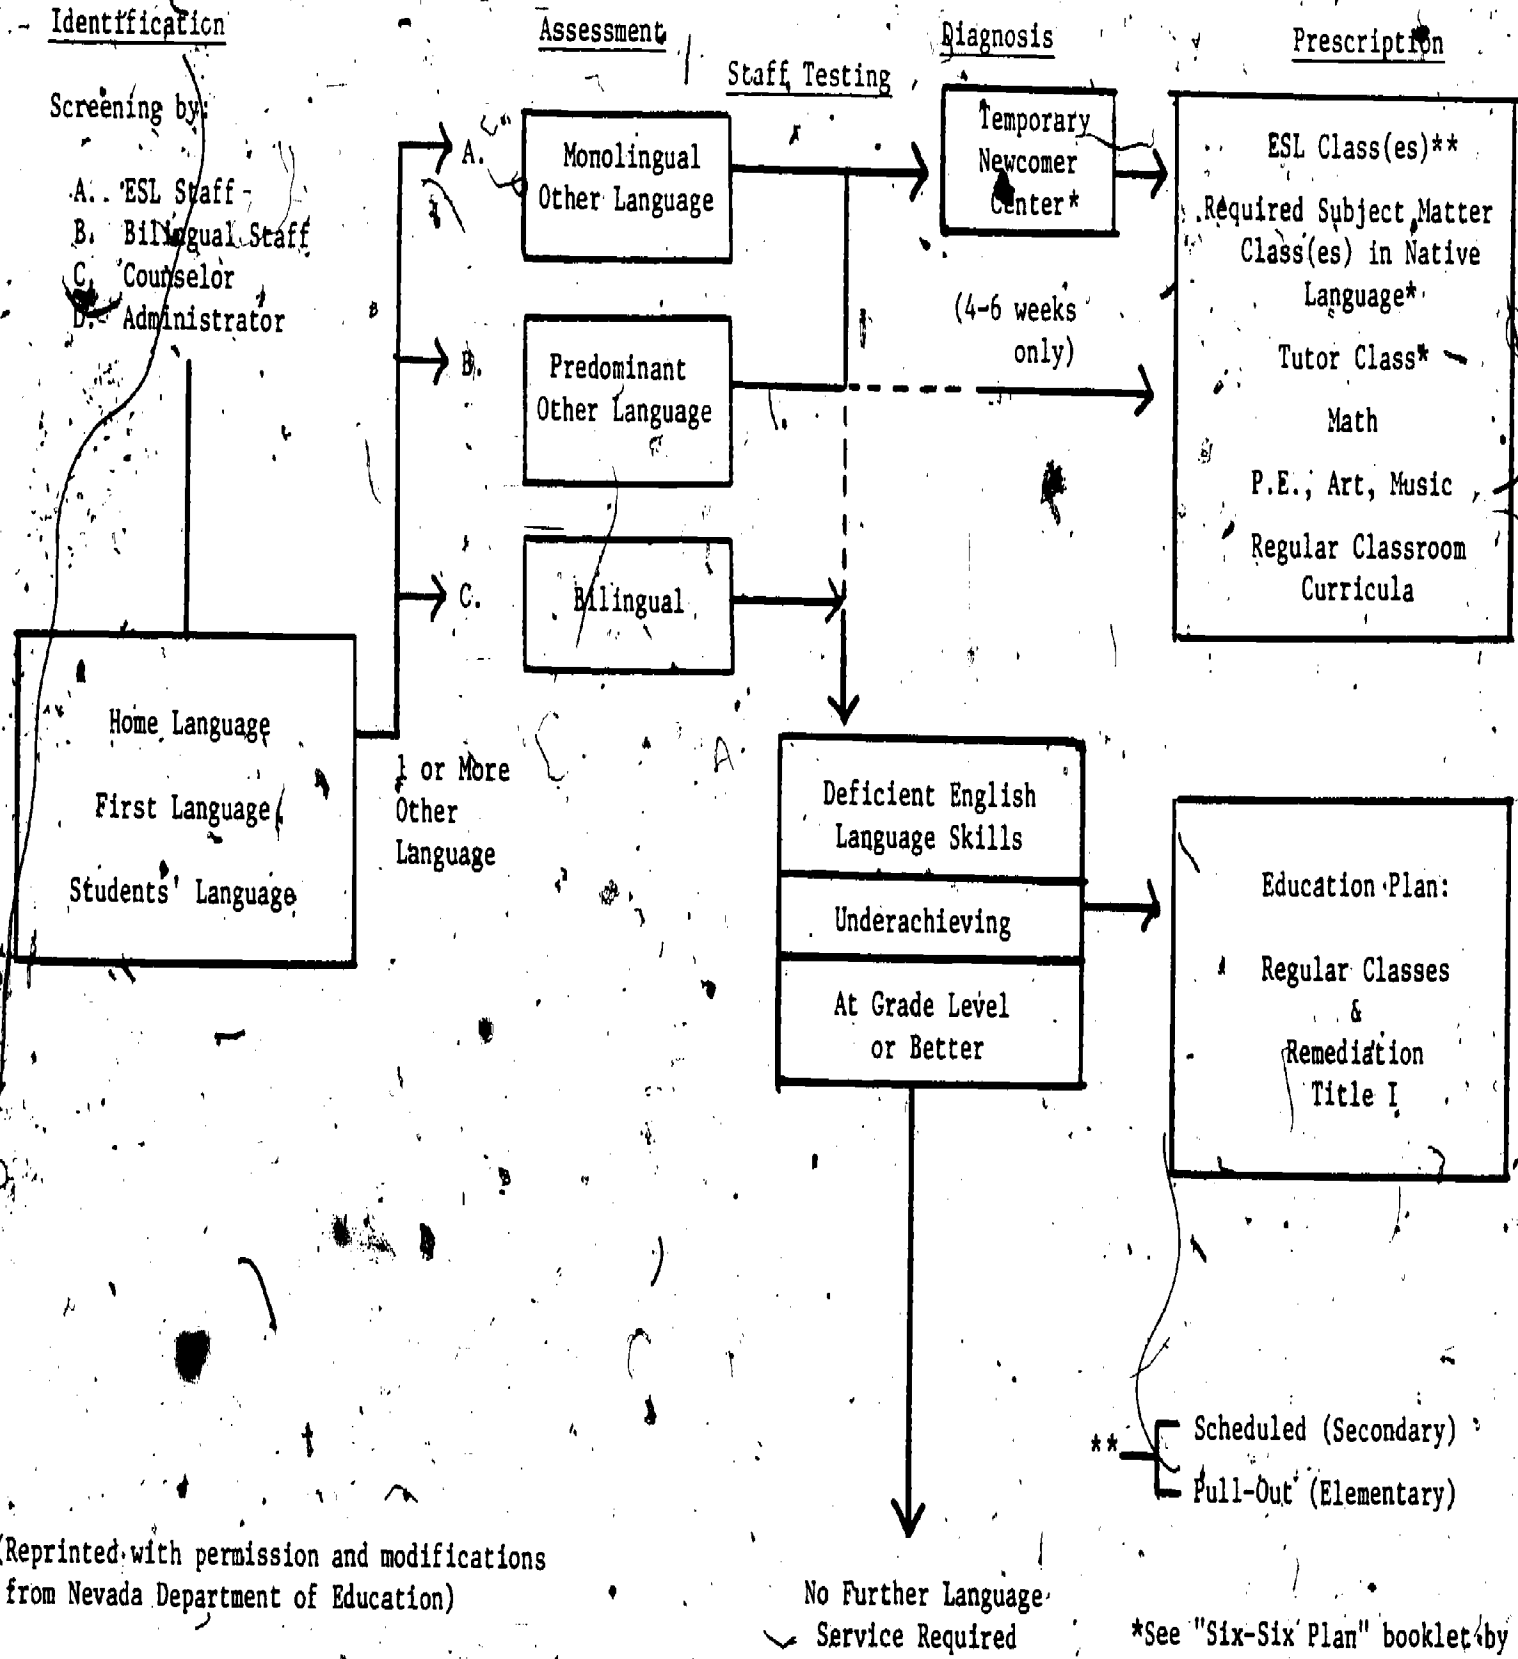 Identification
Screening by:
A. ESL Staff
B. Bilingual Staff
C. Counselor
D. Administrator
Home Language
First Language
Students' Language
1 or More
Other
Language
Assessment
Staff Testing
A.
Monolingual
Other Language
B.
Predominant
Other Language
C.
Bilingual
Diagnosis
Temporary
Newcomer
Center*
(4-6 weeks
only)
Deficient English
Language Skills
Underachieving
At Grade Level
or Better
No Further Language
Service Required
Prescription
ESL Class(es)**
Required Subject Matter
Class(es) in Native
Language*
Tutor Class*
Math
P.E., Art, Music
Regular Classroom
Curricula
Education Plan:
Regular Classes
&
Remediation
Title I
** Scheduled (Secondary)
Pull-Out (Elementary)
(Reprinted with permission and modifications
from Nevada Department of Education)
*See "Six-Six Plan" booklet by